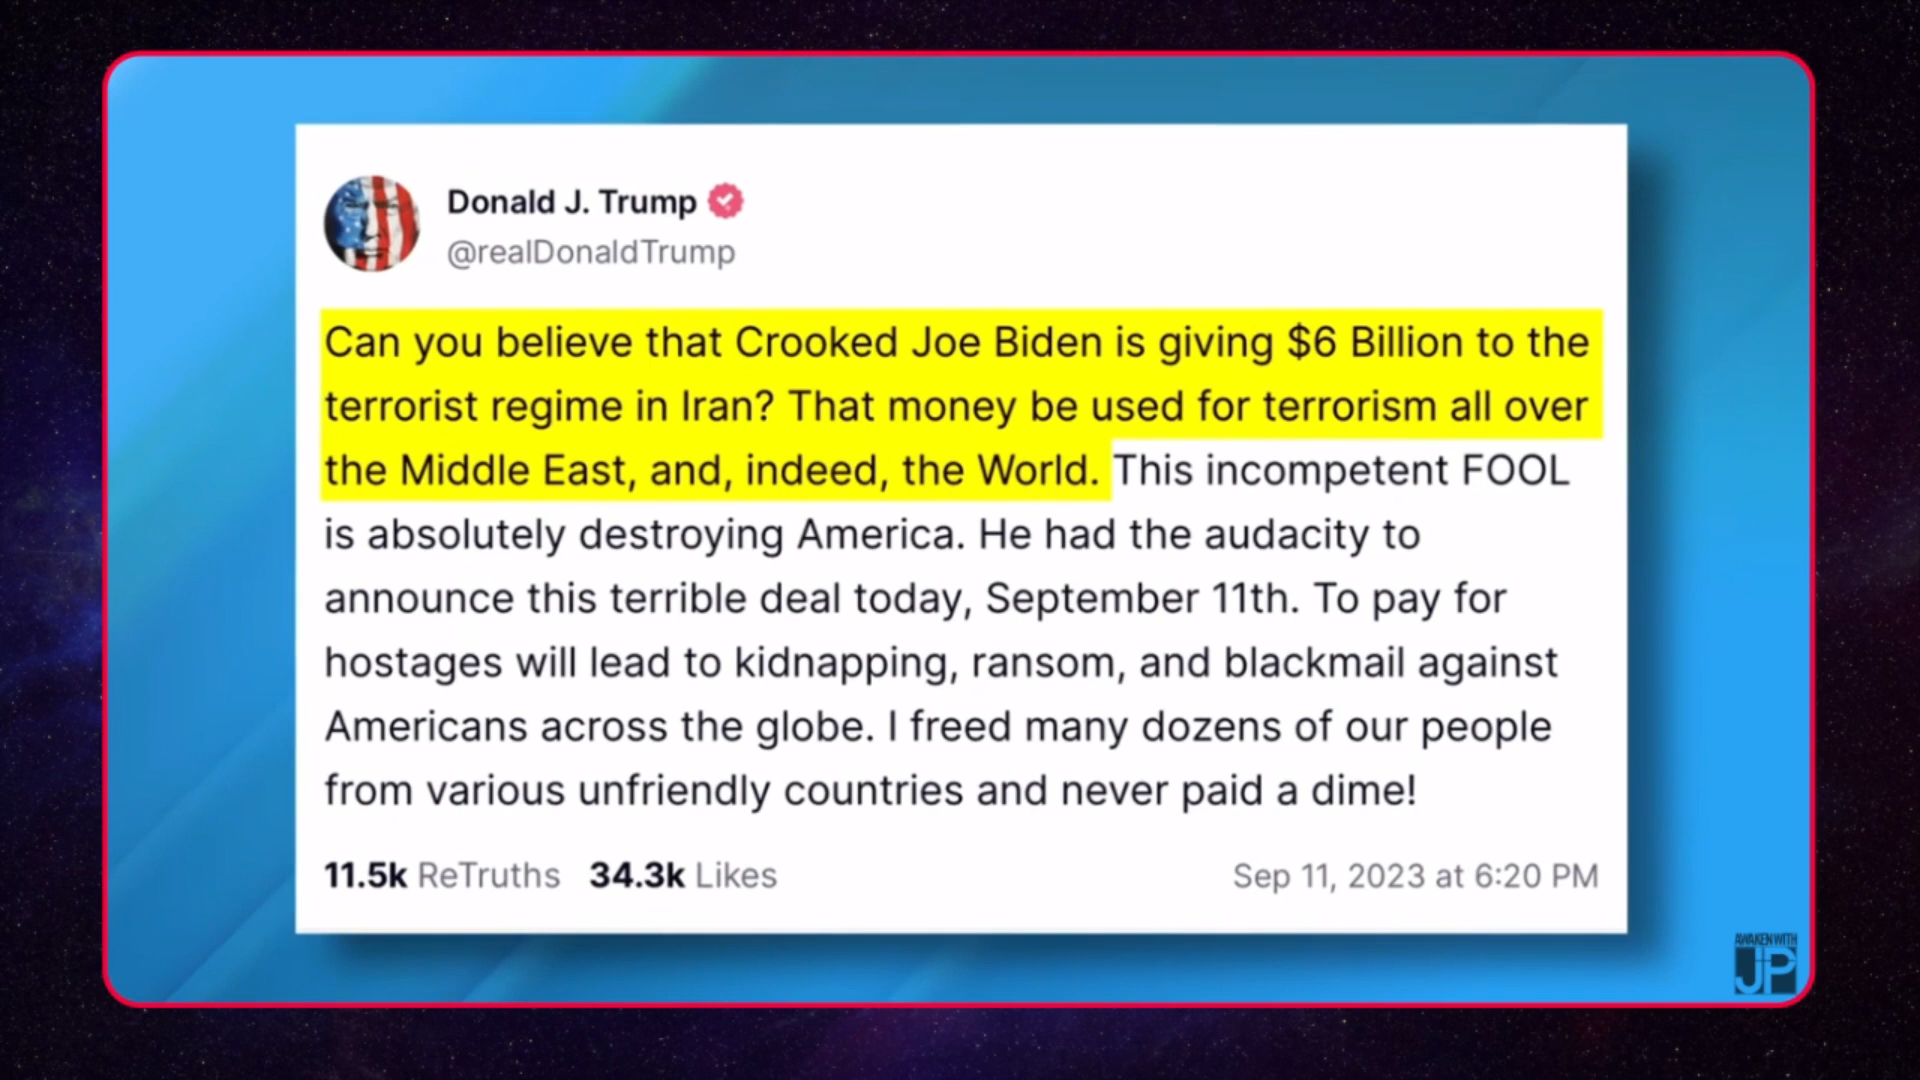 Donald J. Trump
@realDonaldTrump
Can you believe that Crooked Joe Biden is giving $6 Billion to the
terrorist regime in Iran? That money be used for terrorism all over
the Middle East, and, indeed, the World. This incompetent FOOL
is absolutely destroying America. He had the audacity to
announce this terrible deal today, September 11th. To pay for
hostages will lead to kidnapping, ransom, and blackmail against
Americans across the globe. I freed many dozens of our people
from various unfriendly countries and never paid a dime!
11.5k ReTruths 34.3k Likes Sep 11, 2023 at 6:20 PM
AWAKEN WITH
JP